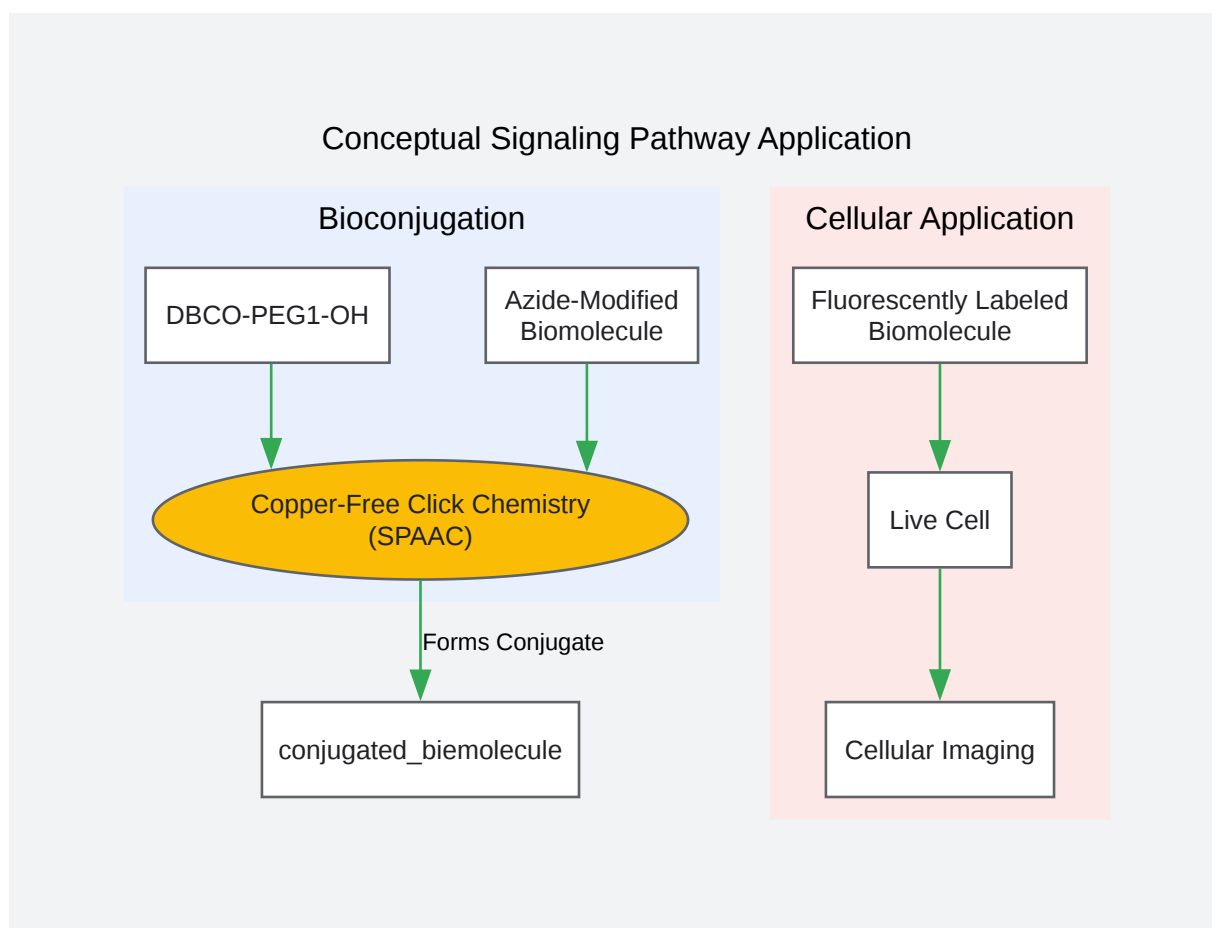 Conceptual Signaling Pathway Application
Bioconjugation
DBCO-PEG1-OH
Azide-Modified
Biomolecule
Copper-Free Click Chemistry
(SPAAC)
Forms Conjugate
conjugated_biemolecule
Cellular Application
Fluorescently Labeled
Biomolecule
Live Cell
Cellular Imaging